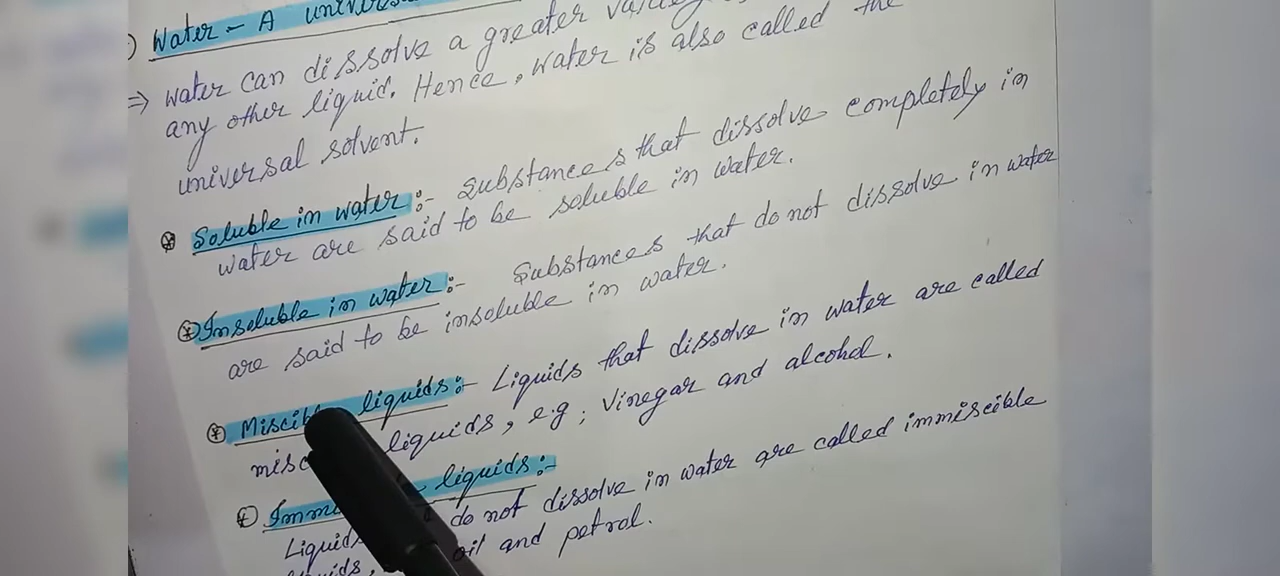 ) Water - A
⇒ water can dissolve a greater
any other liquid. Hence, water is also called the
universal solvent.
Soluble in water:- Substances that dissolve completely in
water are said to be soluble in water.
Insoluble in water:- Substances that do not dissolve in water
are said to be insoluble in water.
Miscible liquids:- Liquids that dissolve in water are called
liquids, e.g; Vinegar and alcohol.
liquids:-
do not dissolve in water are called immiscible
oil and petrol.